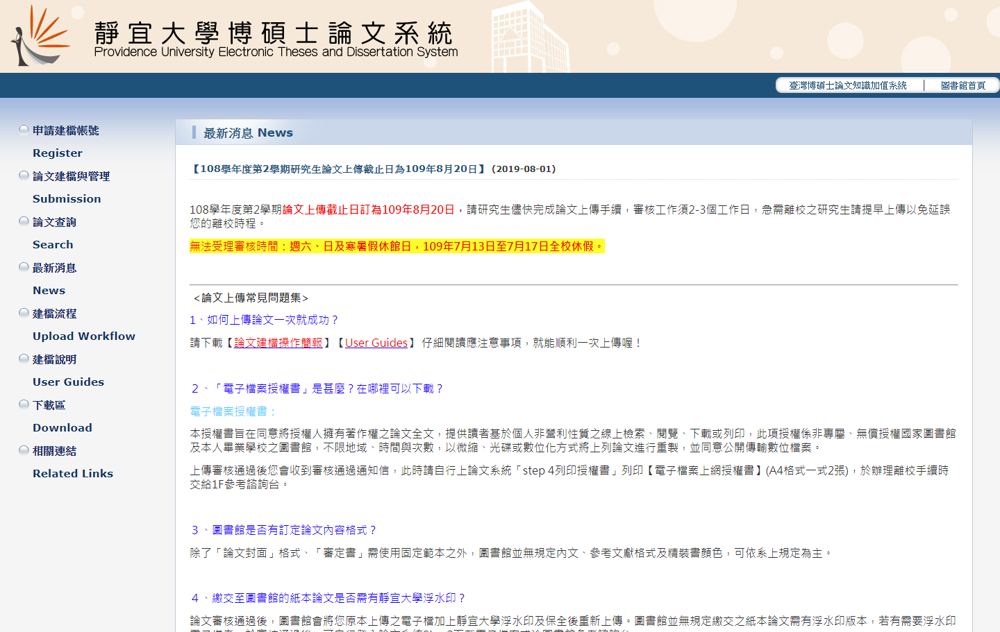 靜宜大學博碩士論文系統
Providence University Electronic Theses and Dissertation System
臺灣博碩士論文知識加值系統 | 圖書館首頁
申請建檔帳號
Register
論文建檔與管理
Submission
論文查詢
Search
最新消息
News
建檔流程
Upload Workflow
建檔說明
User Guides
下載區
Download
相關連結
Related Links
最新消息 News
【108學年度第2學期研究生論文上傳截止日為109年8月20日】 (2019-08-01)
108學年度第2學期論文上傳截止日訂為109年8月20日，請研究生儘快完成論文上傳手續，審核工作須2-3個工作日，急需離校之研究生請提早上傳以免延誤
您的離校時程。
無法受理審核時間：週六、日及寒暑假休館日，109年7月13日至7月17日全校休假。
<論文上傳常見問題集>
1、如何上傳論文一次就成功？
請下載【論文建檔操作簡報】【User Guides】 仔細閱讀應注意事項，就能順利一次上傳喔！
２、「電子檔案授權書」是甚麼？在哪裡可以下載？
電子檔案授權書：
本授權書旨在同意將授權人擁有著作權之論文全文，提供讀者基於個人非營利性質之線上檢索、閱覽、下載或列印，此項授權係非專屬、無償授權國家圖書館
及本人畢業學校之圖書館，不限地域、時間與次數，以微縮、光碟或數位化方式將上列論文進行重製，並同意公開傳輸數位檔案。
上傳審核通過後您會收到審核通過通知信，此時請自行上論文系統「step 4列印授權書」列印【電子檔案上網授權書】(A4格式一式2張)，於辦理離校手續時
交給1F參考諮詢台。
３、圖書館是否有訂定論文內容格式？
除了「論文封面」格式、「審定書」需使用固定範本之外，圖書館並無規定內文、參考文獻格式及精裝書顏色，可依系上規定為主。
４、繳交至圖書館的紙本論文是否需有靜宜大學浮水印？
論文審核通過後，圖書館會將您原本上傳之電子檔加上靜宜大學浮水印及保全後重新上傳。圖書館並無規定繳交之紙本論文需有浮水印版本，若有需要浮水印